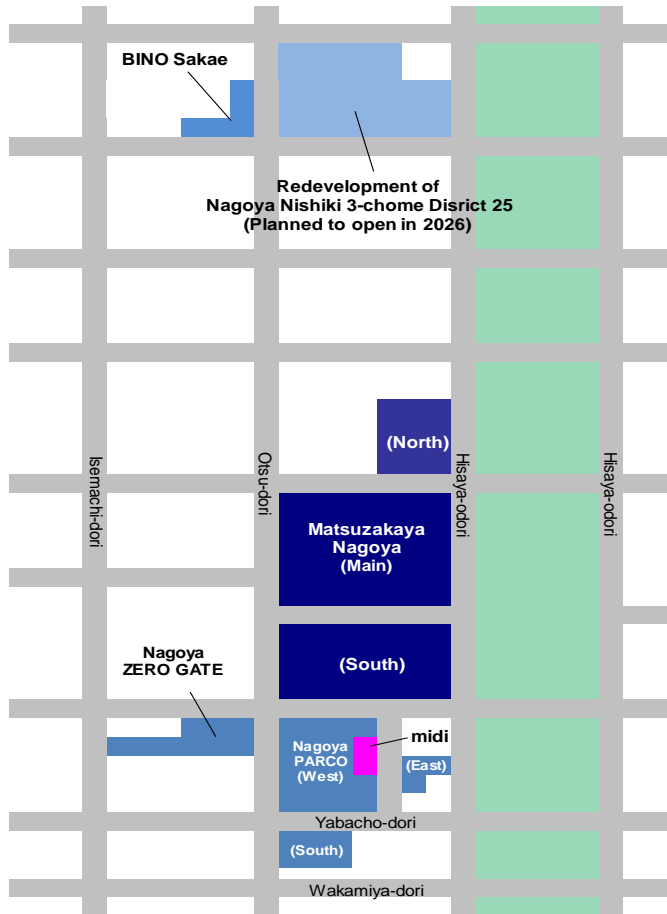 BINO Sakae
Redevelopment of
Nagoya Nishiki 3-chome Disrict 25
(Planned to open in 2026)
(North)
Isemachi-dori
Otsu-dori
Hisaya-odori
Hisaya-odori
Matsuzakaya
Nagoya
(Main)
Nagoya
ZERO GATE
(South)
midi
Nagoya
PARCO
(West)
(East)
Yabacho-dori
(South)
Wakamiya-dori